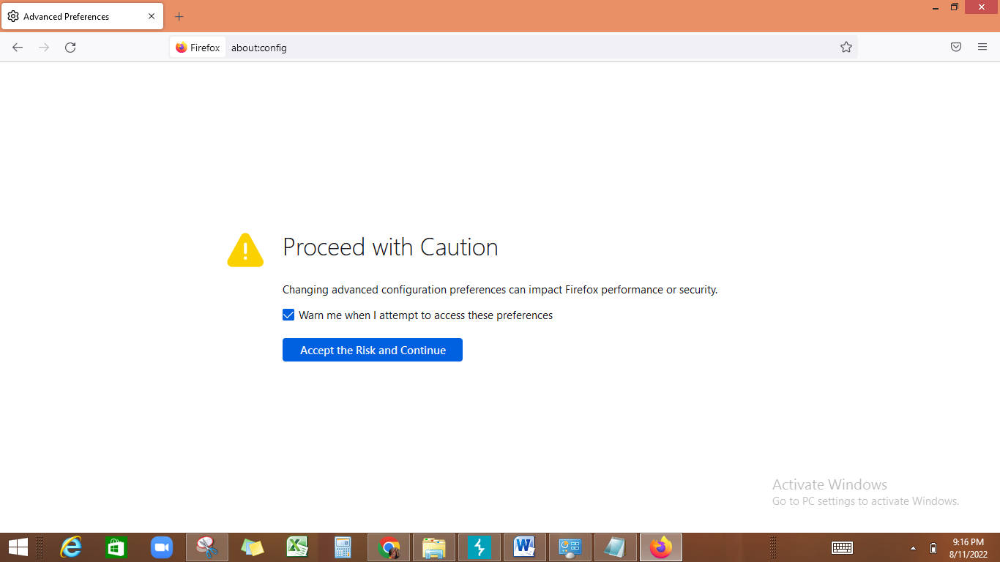 Advanced Preferences
Firefox about:config
Proceed with Caution
Changing advanced configuration preferences can impact Firefox performance or security.
Warn me when I attempt to access these preferences
Accept the Risk and Continue
Activate Windows
Go to PC settings to activate Windows.
9:16 PM
8/11/2022